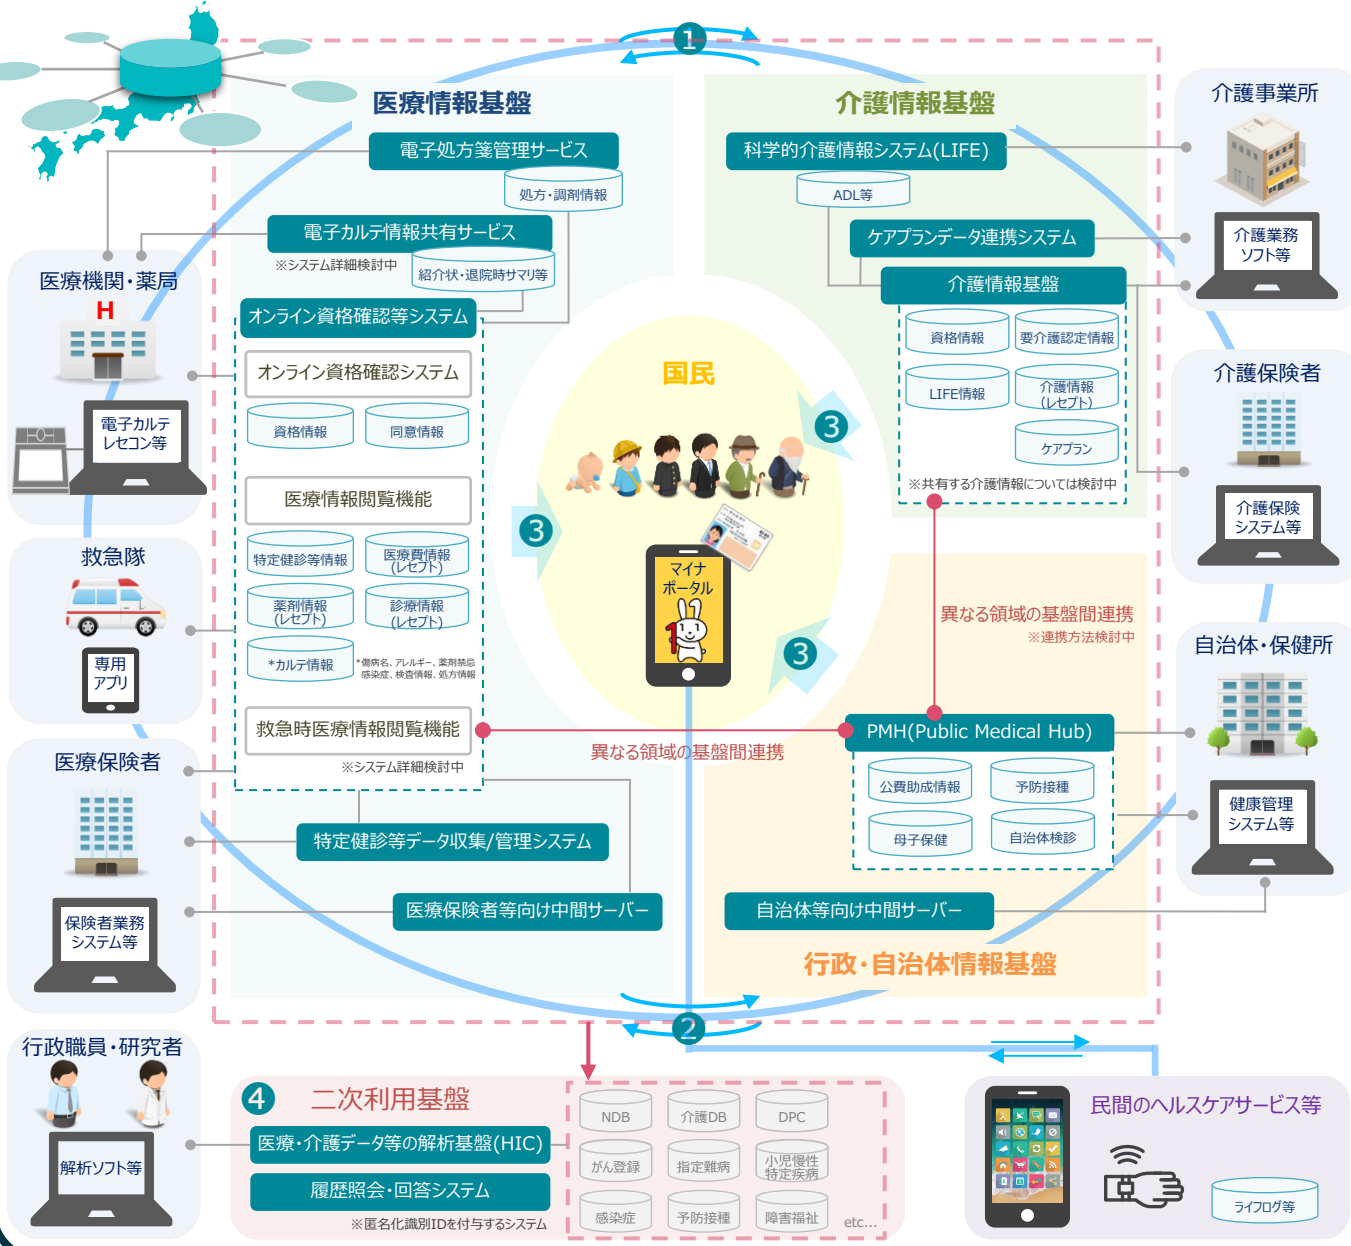 1
医療情報基盤
介護情報基盤
電子処方箋管理サービス
処方・調剤情報
電子カルテ情報共有サービス
※システム詳細検討中
紹介状・退院時サマリ等
オンライン資格確認等システム
オンライン資格確認システム
資格情報
同意情報
医療情報閲覧機能
特定健診等情報
医療費情報
(レセプト)
薬剤情報
(レセプト)
診療情報
(レセプト)
*カルテ情報
*傷病名、アレルギー、薬剤禁忌
感染症、検査情報、処方情報
救急時医療情報閲覧機能
※システム詳細検討中
特定健診等データ収集/管理システム
医療保険者等向け中間サーバー
科学的介護情報システム(LIFE)
ADL等
ケアプランデータ連携システム
介護情報基盤
資格情報
要介護認定情報
LIFE情報
介護情報
(レセプト)
ケアプラン
※共有する介護情報については検討中
国民
3
3
3
マイナ
ポータル
1
異なる領域の基盤間連携
※連携方法検討中
異なる領域の基盤間連携
PMH(Public Medical Hub)
公費助成情報
予防接種
母子保健
自治体検診
自治体等向け中間サーバー
行政・自治体情報基盤
2
医療機関・薬局
H
電子カルテ
レセコン等
救急隊
専用
アプリ
医療保険者
保険者業務
システム等
行政職員・研究者
解析ソフト等
介護事業所
介護業務
ソフト等
介護保険者
介護保険
システム等
自治体・保健所
健康管理
システム等
4
二次利用基盤
医療・介護データ等の解析基盤(HIC)
履歴照会・回答システム
※匿名化識別IDを付与するシステム
NDB
介護DB
DPC
がん登録
指定難病
小児慢性
特定疾病
感染症
予防接種
障害福祉
etc...
民間のヘルスケアサービス等
ライフログ等